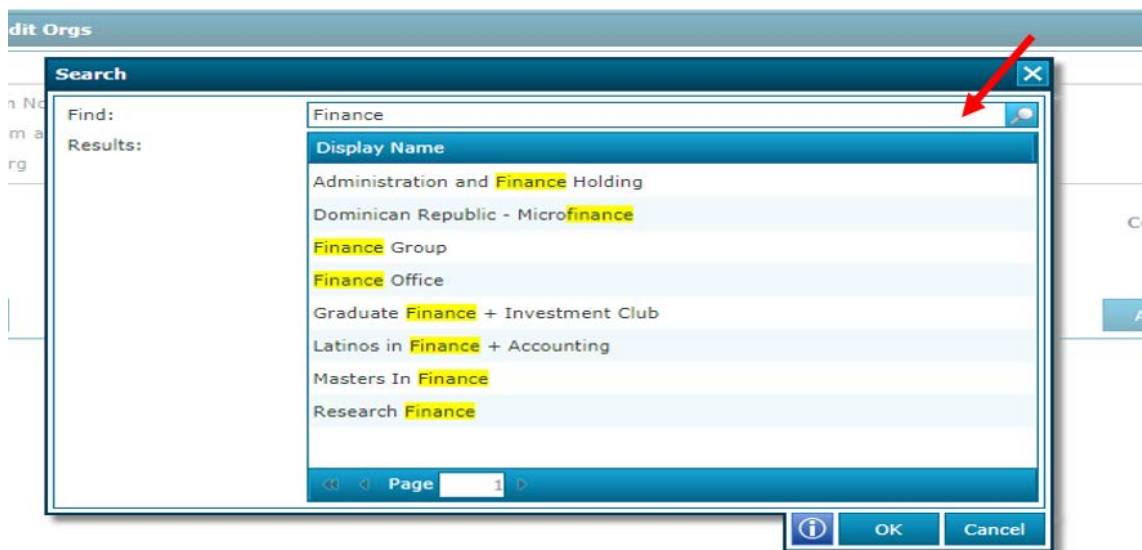 dit Orgs
Search
Find: Finance
Results: Display Name
Administration and Finance Holding
Dominican Republic - Microfinance
Finance Group
Finance Office
Graduate Finance + Investment Club
Latinos in Finance + Accounting
Masters In Finance
Research Finance
Page 1
OK Cancel